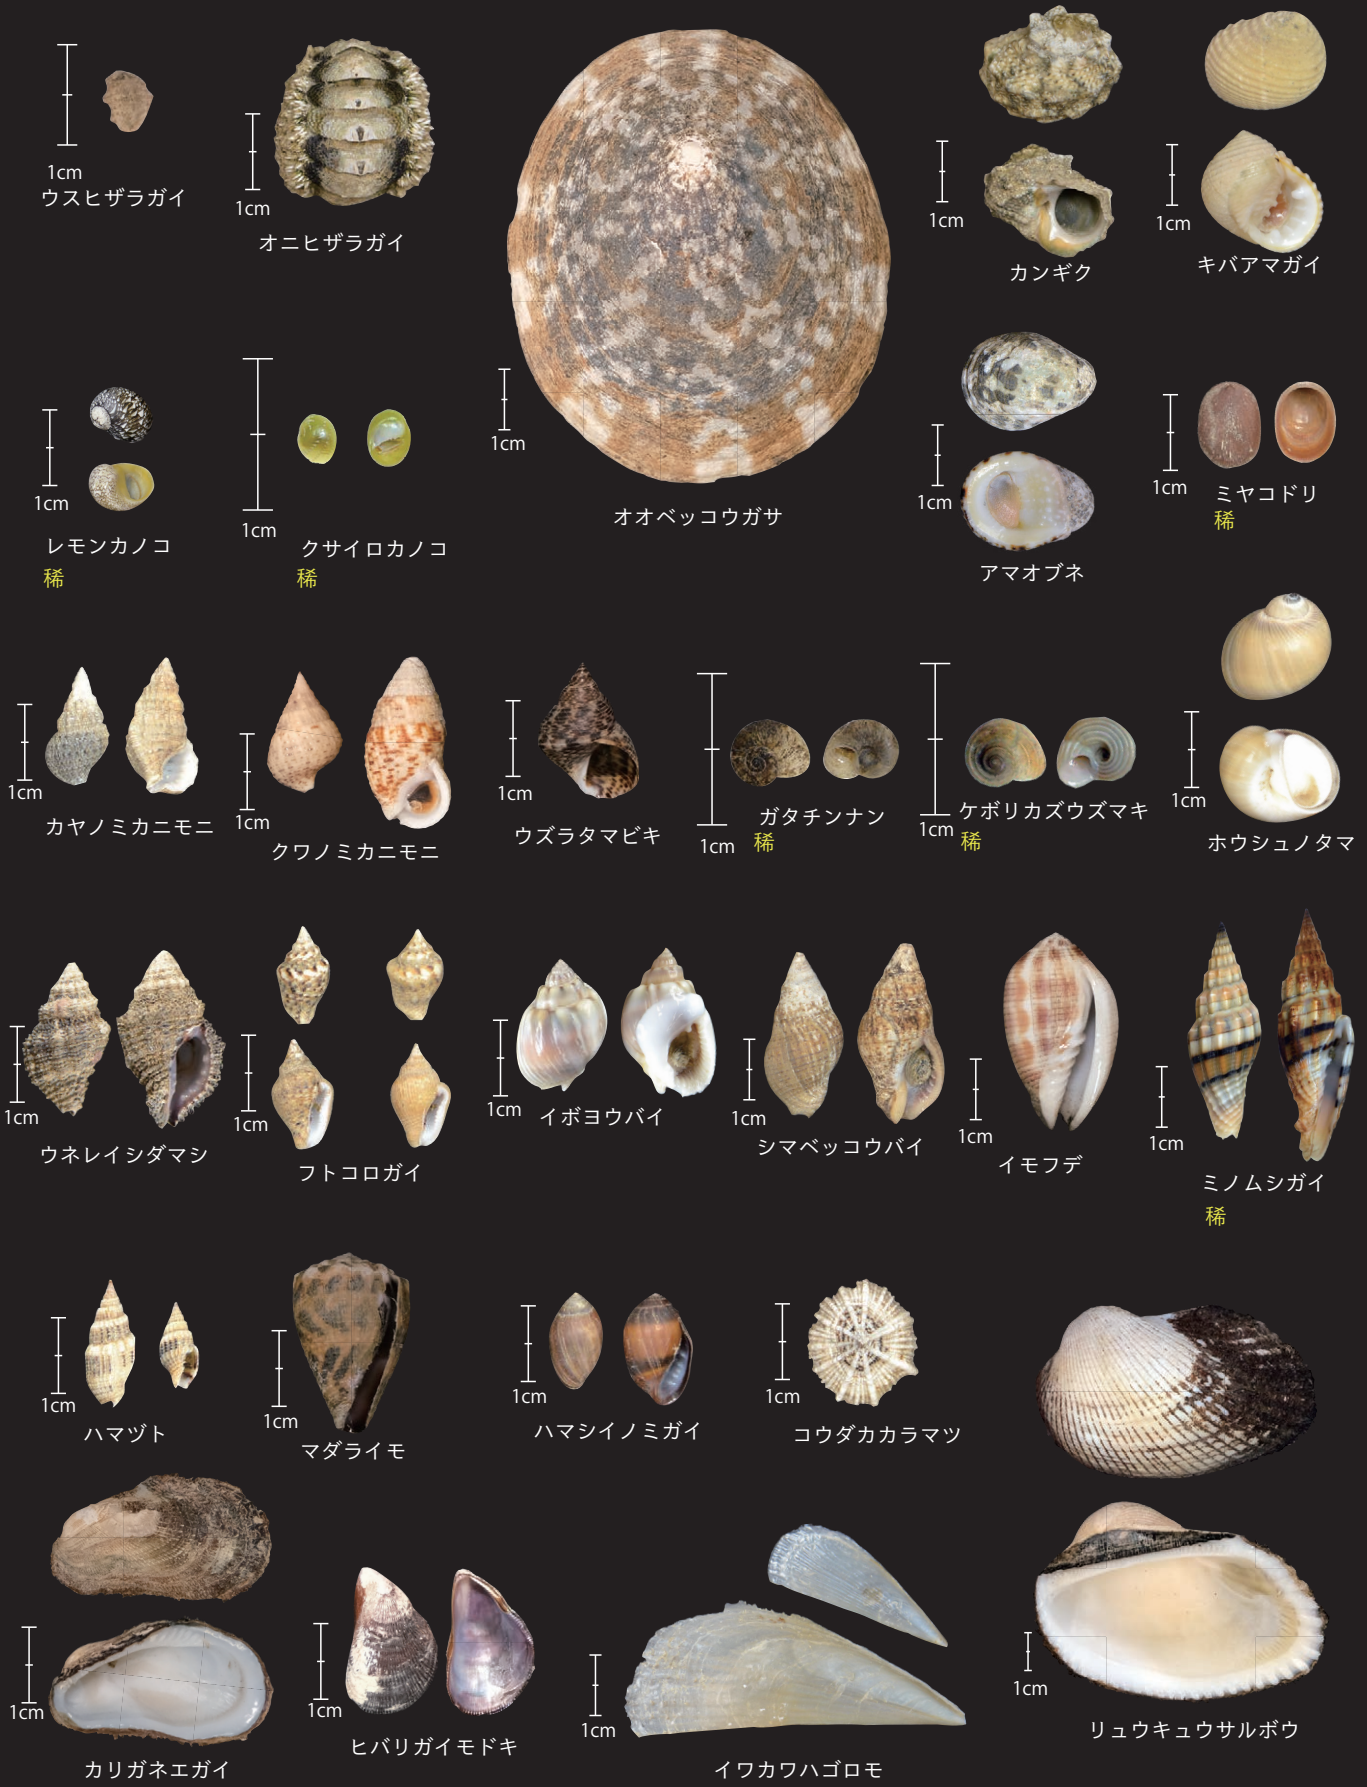 1cm
ウスヒザラガイ
1cm
オニヒザラガイ
1cm
オオベッコウガサ
1cm
カンギク
1cm
キバアマガイ
1cm
レモンカノコ
稀
1cm
クサイロカノコ
稀
1cm
アマオブネ
1cm
ミヤコドリ
稀
1cm
カヤノミカニモニ
1cm
クワノミカニモニ
1cm
ウズラタマビキ
1cm
ガタチンナン
稀
1cm
ケボリカズウズマキ
稀
1cm
ホウシュノタマ
1cm
ウネレイシダマシ
1cm
フトコロガイ
1cm
イボヨウバイ
1cm
シマベッコウバイ
1cm
イモフデ
1cm
ミノムシガイ
稀
1cm
ハマヅト
1cm
マダライモ
1cm
ハマシイノミガイ
1cm
コウダカカラマツ
1cm
カリガネエガイ
1cm
ヒバリガイモドキ
1cm
イワカワハゴロモ
1cm
リュウキュウサルボウ